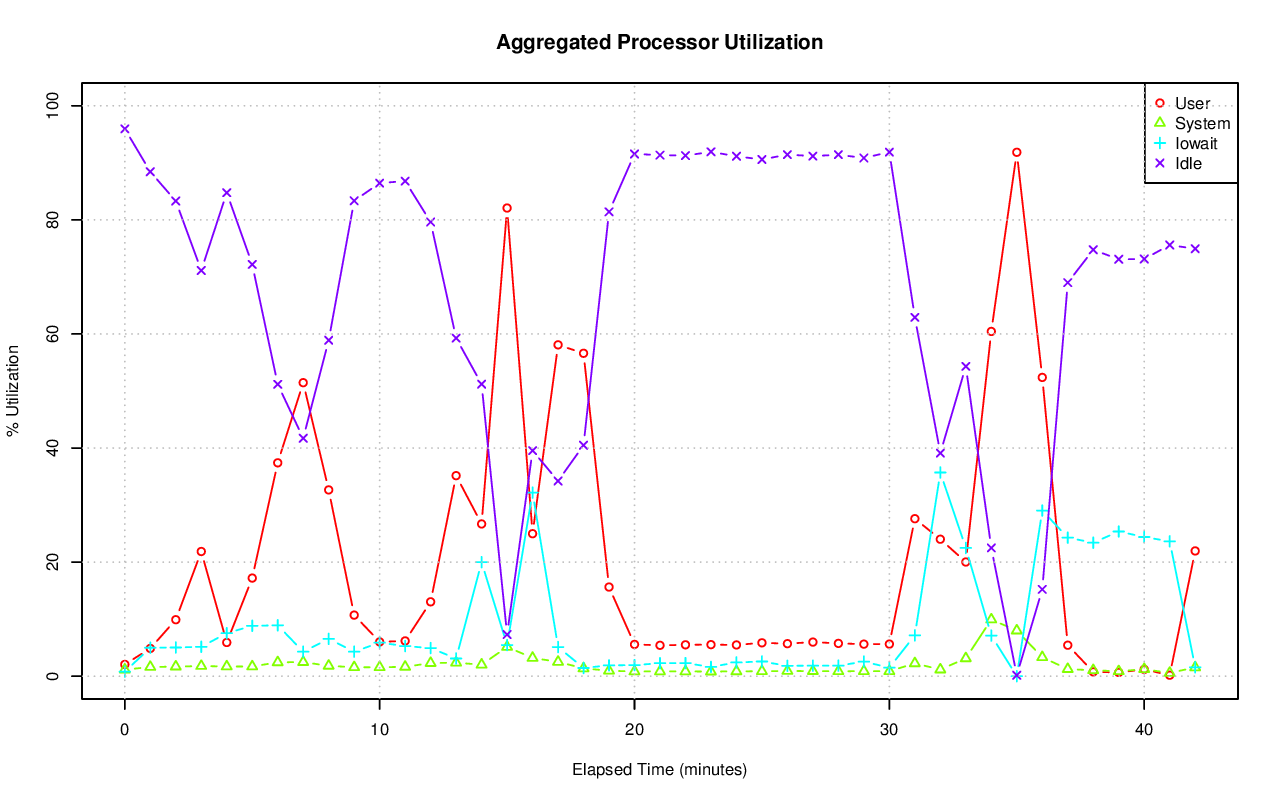 Aggregated Processor Utilization
User
System
Iowait
Idle
100
80
60
40
20
0
% Utilization
0 10 20 30 40
Elapsed Time (minutes)